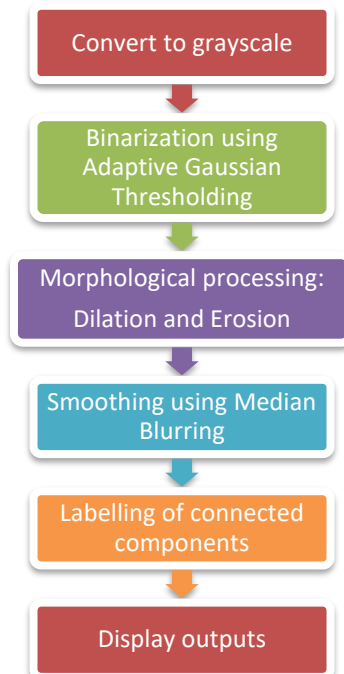 Convert to grayscale
Binarization using
Adaptive Gaussian
Thresholding
Morphological processing:
Dilation and Erosion
Smoothing using Median
Blurring
Labelling of connected
components
Display outputs